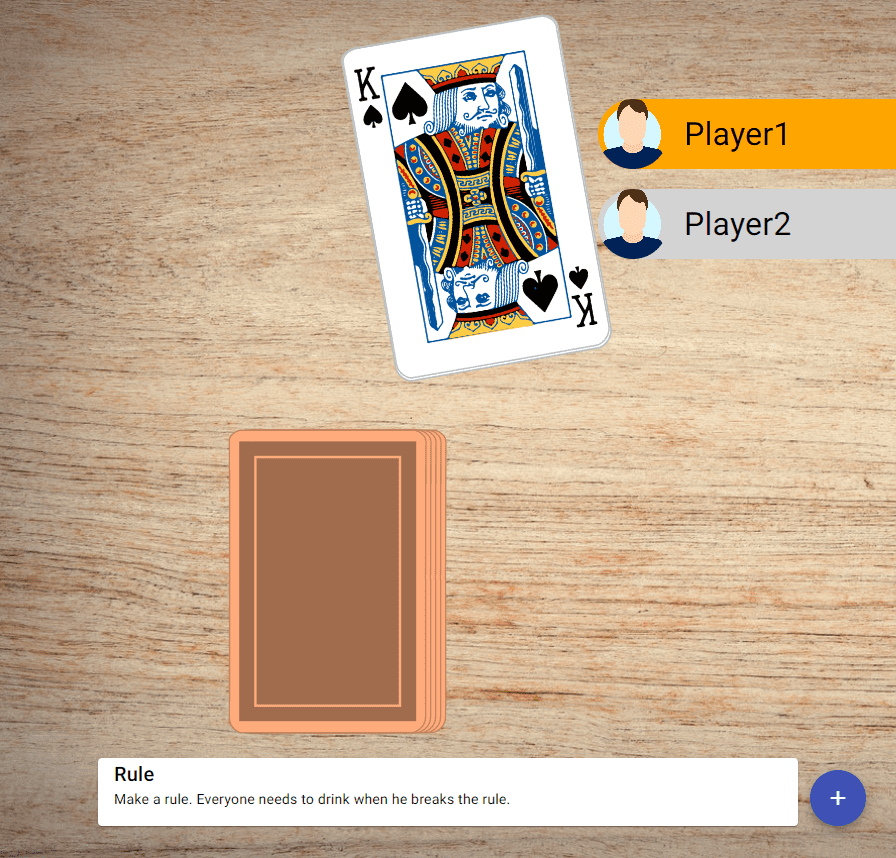 K
Player1
Player2
K
Rule
Make a rule. Everyone needs to drink when he breaks the rule.
+